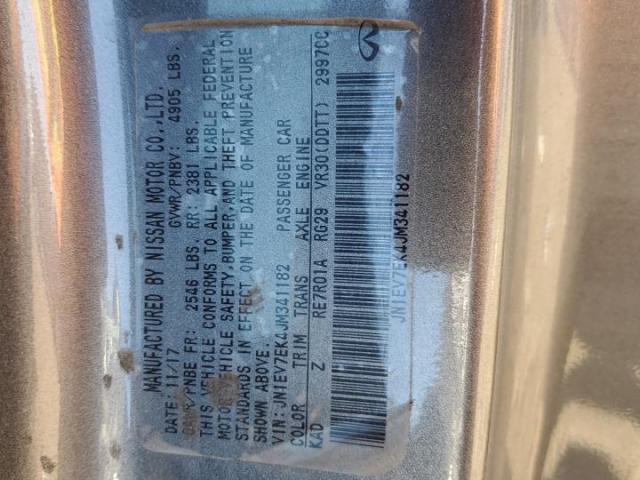 MANUFACTURED BY NISSAN MOTOR CO.,LTD.
DATE: 11/17 GVWR/PNBV: 4905 LBS.
GAWR/PNBE FR: 2546 LBS. RR: 2381 LBS.
THIS VEHICLE CONFORMS TO ALL APPLICABLE FEDERAL
MOTOR VEHICLE SAFETY,BUMPER,AND THEFT PREVENTION
STANDARDS IN EFFECT ON THE DATE OF MANUFACTURE
SHOWN ABOVE.
VIN: JN1EV7EK4JM341182 PASSENGER CAR
COLOR TRIM TRANS AXLE ENGINE
KAD Z RE7R01A RG29 VR30(DDTT) 2997CC
JN1EV7EK4JM341182